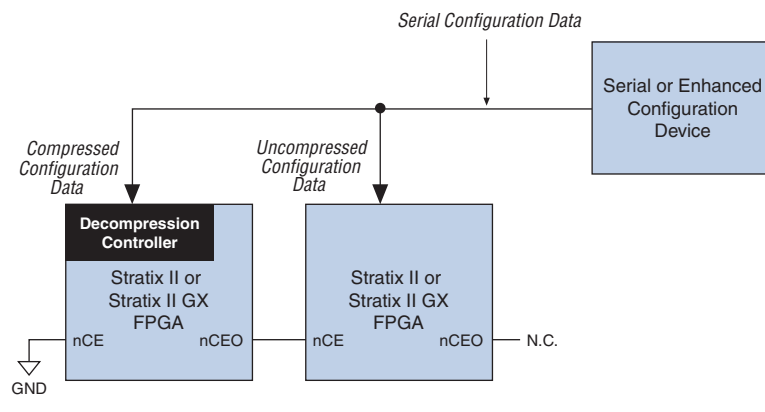 Serial Configuration Data
Serial or Enhanced
Configuration
Device
Compressed
Configuration
Data
Uncompressed
Configuration
Data
Decompression
Controller
Stratix II or
Stratix II GX
FPGA
nCE
nCEO
Stratix II or
Stratix II GX
FPGA
nCE
nCEO
N.C.
GND